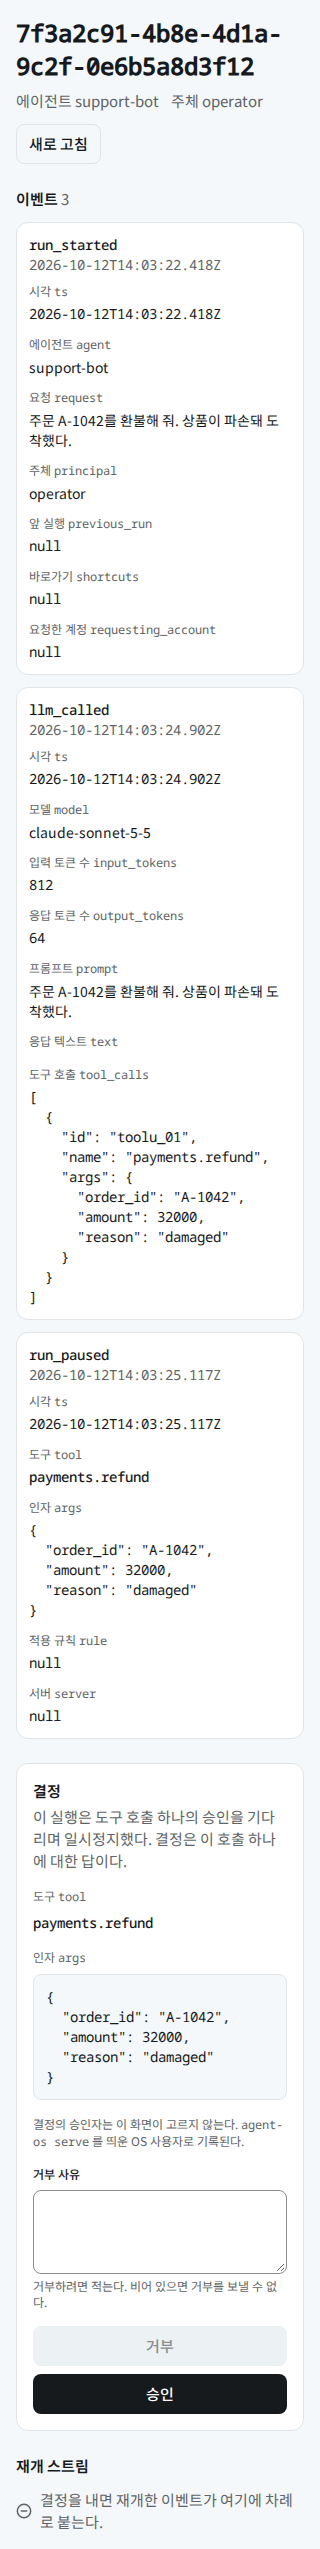 7f3a2c91-4b8e-4d1a-
9c2f-0e6b5a8d3f12
에이전트 support-bot 주체 operator
새로 고침
이벤트 3
run_started
2026-10-12T14:03:22.418Z
시각 ts
2026-10-12T14:03:22.418Z
에이전트 agent
support-bot
요청 request
주문 A-1042를 환불해 줘. 상품이 파손돼 도
착했다.
주체 principal
operator
앞 실행 previous_run
null
바로가기 shortcuts
null
요청한 계정 requesting_account
null
llm_called
2026-10-12T14:03:24.902Z
시각 ts
2026-10-12T14:03:24.902Z
모델 model
claude-sonnet-5-5
입력 토큰 수 input_tokens
812
응답 토큰 수 output_tokens
64
프롬프트 prompt
주문 A-1042를 환불해 줘. 상품이 파손돼 도
착했다.
응답 텍스트 text
도구 호출 tool_calls
[
  {
    "id": "toolu_01",
    "name": "payments.refund",
    "args": {
      "order_id": "A-1042",
      "amount": 32000,
      "reason": "damaged"
    }
  }
]
run_paused
2026-10-12T14:03:25.117Z
시각 ts
2026-10-12T14:03:25.117Z
도구 tool
payments.refund
인자 args
{
  "order_id": "A-1042",
  "amount": 32000,
  "reason": "damaged"
}
적용 규칙 rule
null
서버 server
null
결정
이 실행은 도구 호출 하나의 승인을 기다
리며 일시정지했다. 결정은 이 호출 하나
에 대한 답이다.
도구 tool
payments.refund
인자 args
{
  "order_id": "A-1042",
  "amount": 32000,
  "reason": "damaged"
}
결정의 승인자는 이 화면이 고르지 않는다. agent-
os serve 를 띄운 OS 사용자로 기록된다.
거부 사유
거부하려면 적는다. 비어 있으면 거부를 보낼 수 없
다.
거부
승인
재개 스트림
결정을 내면 재개한 이벤트가 여기에 차례
로 붙는다.